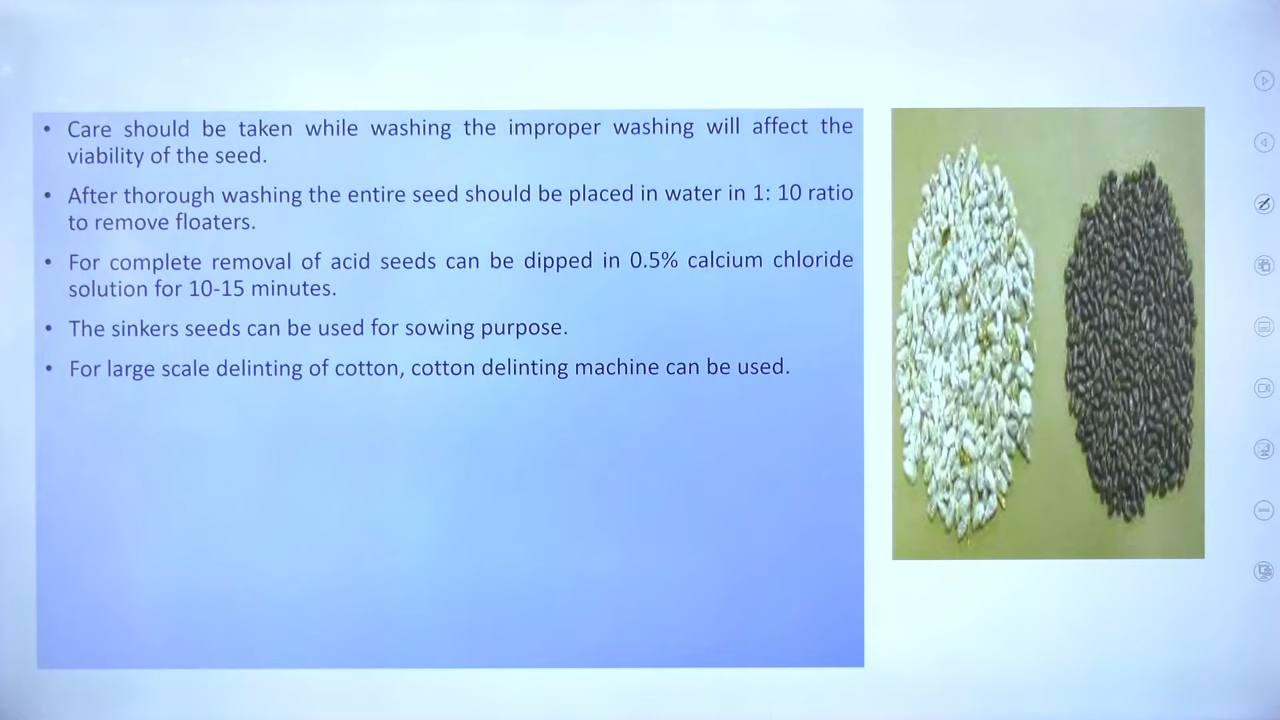 • Care should be taken while washing the improper washing will affect the
viability of the seed.
• After thorough washing the entire seed should be placed in water in 1: 10 ratio
to remove floaters.
• For complete removal of acid seeds can be dipped in 0.5% calcium chloride
solution for 10-15 minutes.
• The sinkers seeds can be used for sowing purpose.
• For large scale delinting of cotton, cotton delinting machine can be used.